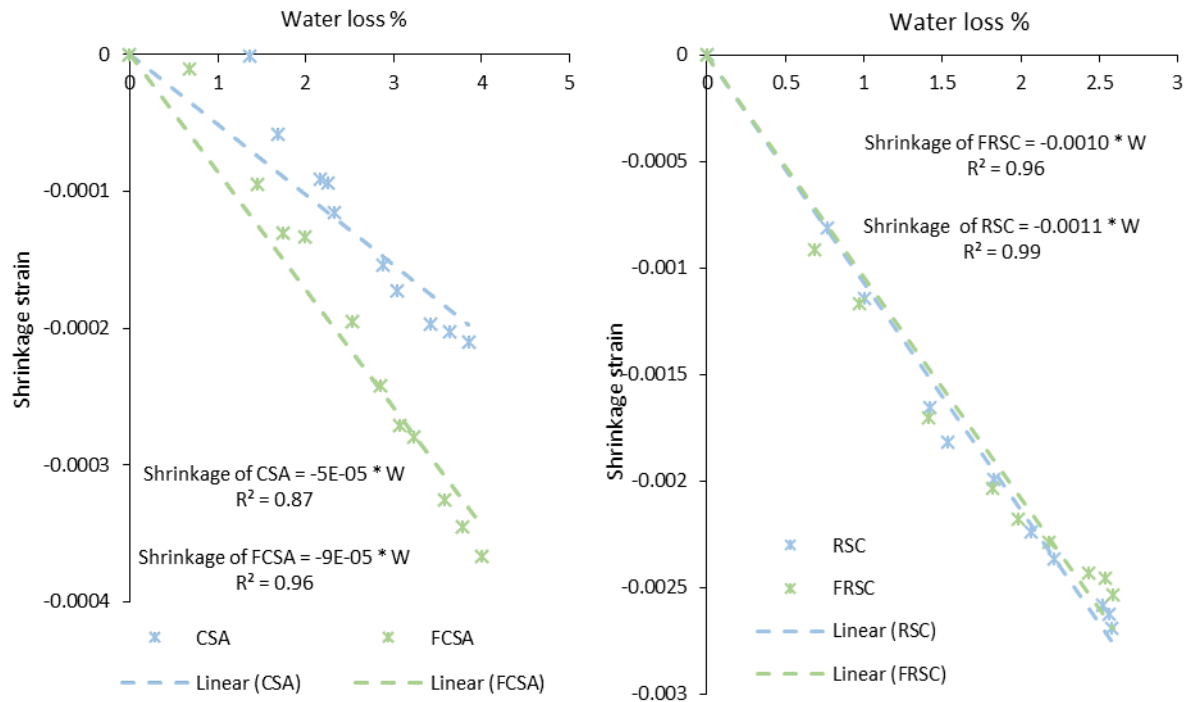 Water loss %
0
0 1 2 3 4 5
-0.0001
-0.0002
-0.0003
-0.0004
Shrinkage strain
Shrinkage of CSA = -5E-05 * W
R² = 0.87
Shrinkage of FCSA = -9E-05 * W
R² = 0.96
CSA
FCSA
Linear (CSA)
Linear (FCSA)
Water loss %
0
0 0.5 1 1.5 2 2.5 3
-0.0005
-0.001
-0.0015
-0.002
-0.0025
-0.003
Shrinkage strain
Shrinkage of FRSC = -0.0010 * W
R² = 0.96
Shrinkage of RSC = -0.0011 * W
R² = 0.99
RSC
FRSC
Linear (RSC)
Linear (FRSC)